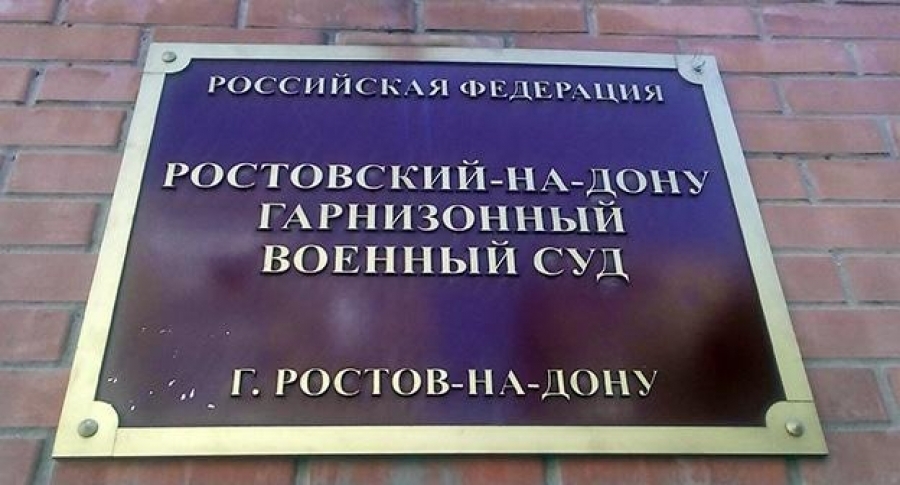 РОССИЙСКАЯ ФЕДЕРАЦИЯ
РОСТОВСКИЙ-НА-ДОНУ
ГАРНИЗОННЫЙ
ВОЕННЫЙ СУД
Г. РОСТОВ-НА-ДОНУ